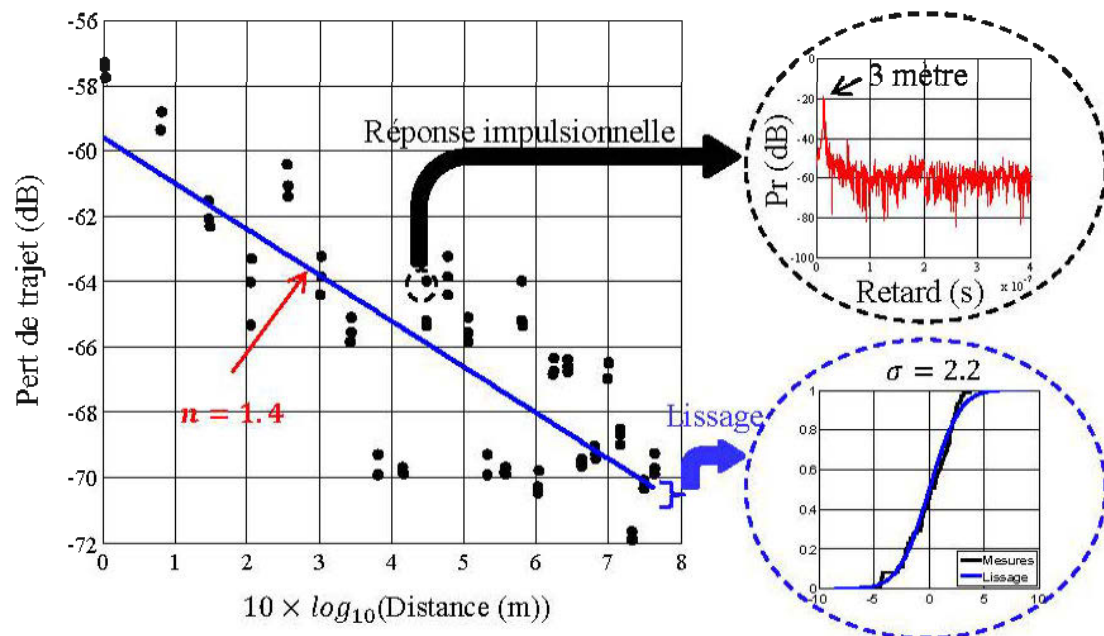 Pert de trajet (dB)
-56
-58
-60
-62
-64
-66
-68
-70
-72
0 1 2 3 4 5 6 7 8
10 × log₁₀(Distance (m))
n = 1.4
Réponse impulsionnelle
Lissage
3 mètre
Pr (dB)
0
-20
-40
-60
-80
-100
0 1 2 3 4
x 10⁻⁷
Retard (s)
σ = 2.2
1
0.8
0.6
0.4
0.2
0
-10 -5 0 5 10
Mesures
Lissage